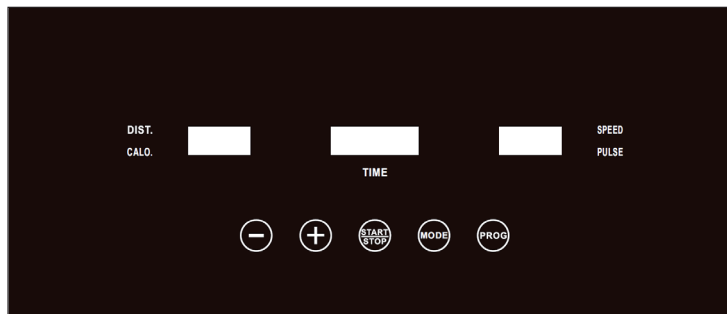 DIST. SPEED
CALO. PULSE
TIME
− + START STOP MODE PROG